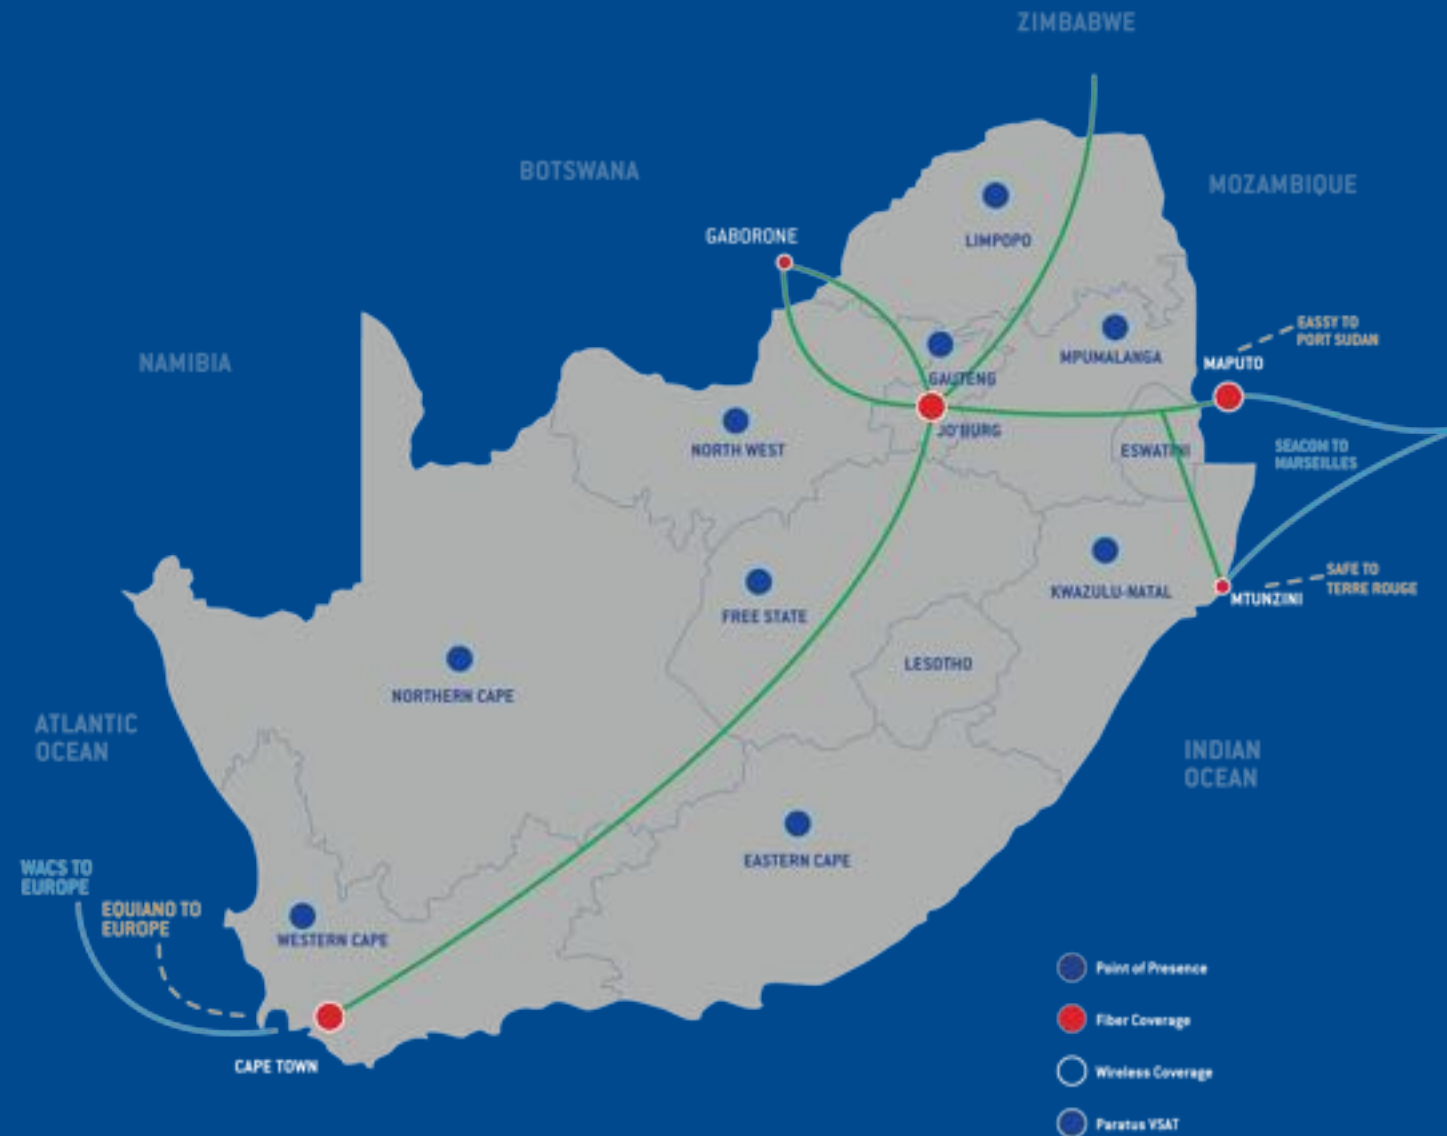 ZIMBABWE
BOTSWANA
MOZAMBIQUE
GABORONE
LIMPOPO
EASSY TO
PORT SUDAN
NAMIBIA
MPUMALANGA
MAPUTO
GAUTENG
JO'BURG
NORTH WEST
ESWATINI
SEACOM TO
MARSEILLES
SAFE TO
TERRE ROUGE
KWAZULU-NATAL
MTUNZINI
FREE STATE
LESOTHO
NORTHERN CAPE
ATLANTIC
OCEAN
INDIAN
OCEAN
EASTERN CAPE
WACS TO
EUROPE
EQUIANO TO
EUROPE
WESTERN CAPE
CAPE TOWN
Point of Presence
Fiber Coverage
Wireless Coverage
Paratus VSAT